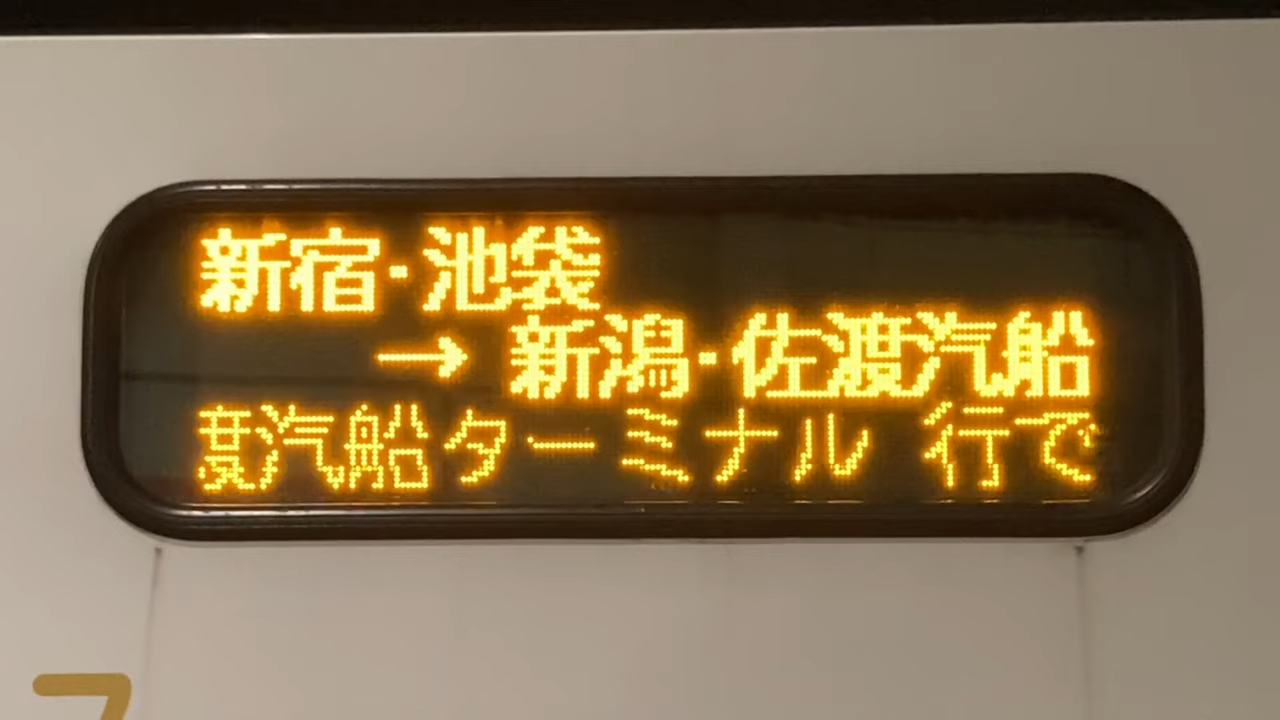 新宿・池袋
→ 新潟・佐渡汽船
度汽船ターミナル 行で